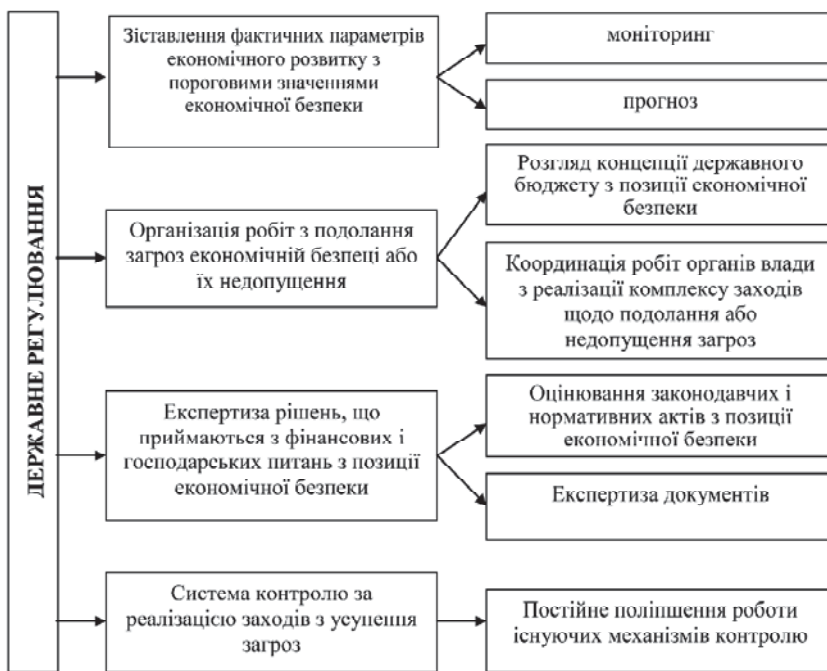 ДЕРЖАВНЕ РЕГУЛЮВАННЯ
Зіставлення фактичних параметрів
економічного розвитку з
пороговими значеннями
економічної безпеки
моніторинг
прогноз
Організація робіт з подолання
загроз економічній безпеці або
їх недопущення
Розгляд концепції державного
бюджету з позиції економічної
безпеки
Координація робіт органів влади
з реалізації комплексу заходів
щодо подолання або
недопущення загроз
Експертиза рішень, що
приймаються з фінансових і
господарських питань з позиції
економічної безпеки
Оцінювання законодавчих і
нормативних актів з позиції
економічної безпеки
Експертиза документів
Система контролю за
реалізацією заходів з усунення
загроз
Постійне поліпшення роботи
існуючих механізмів контролю